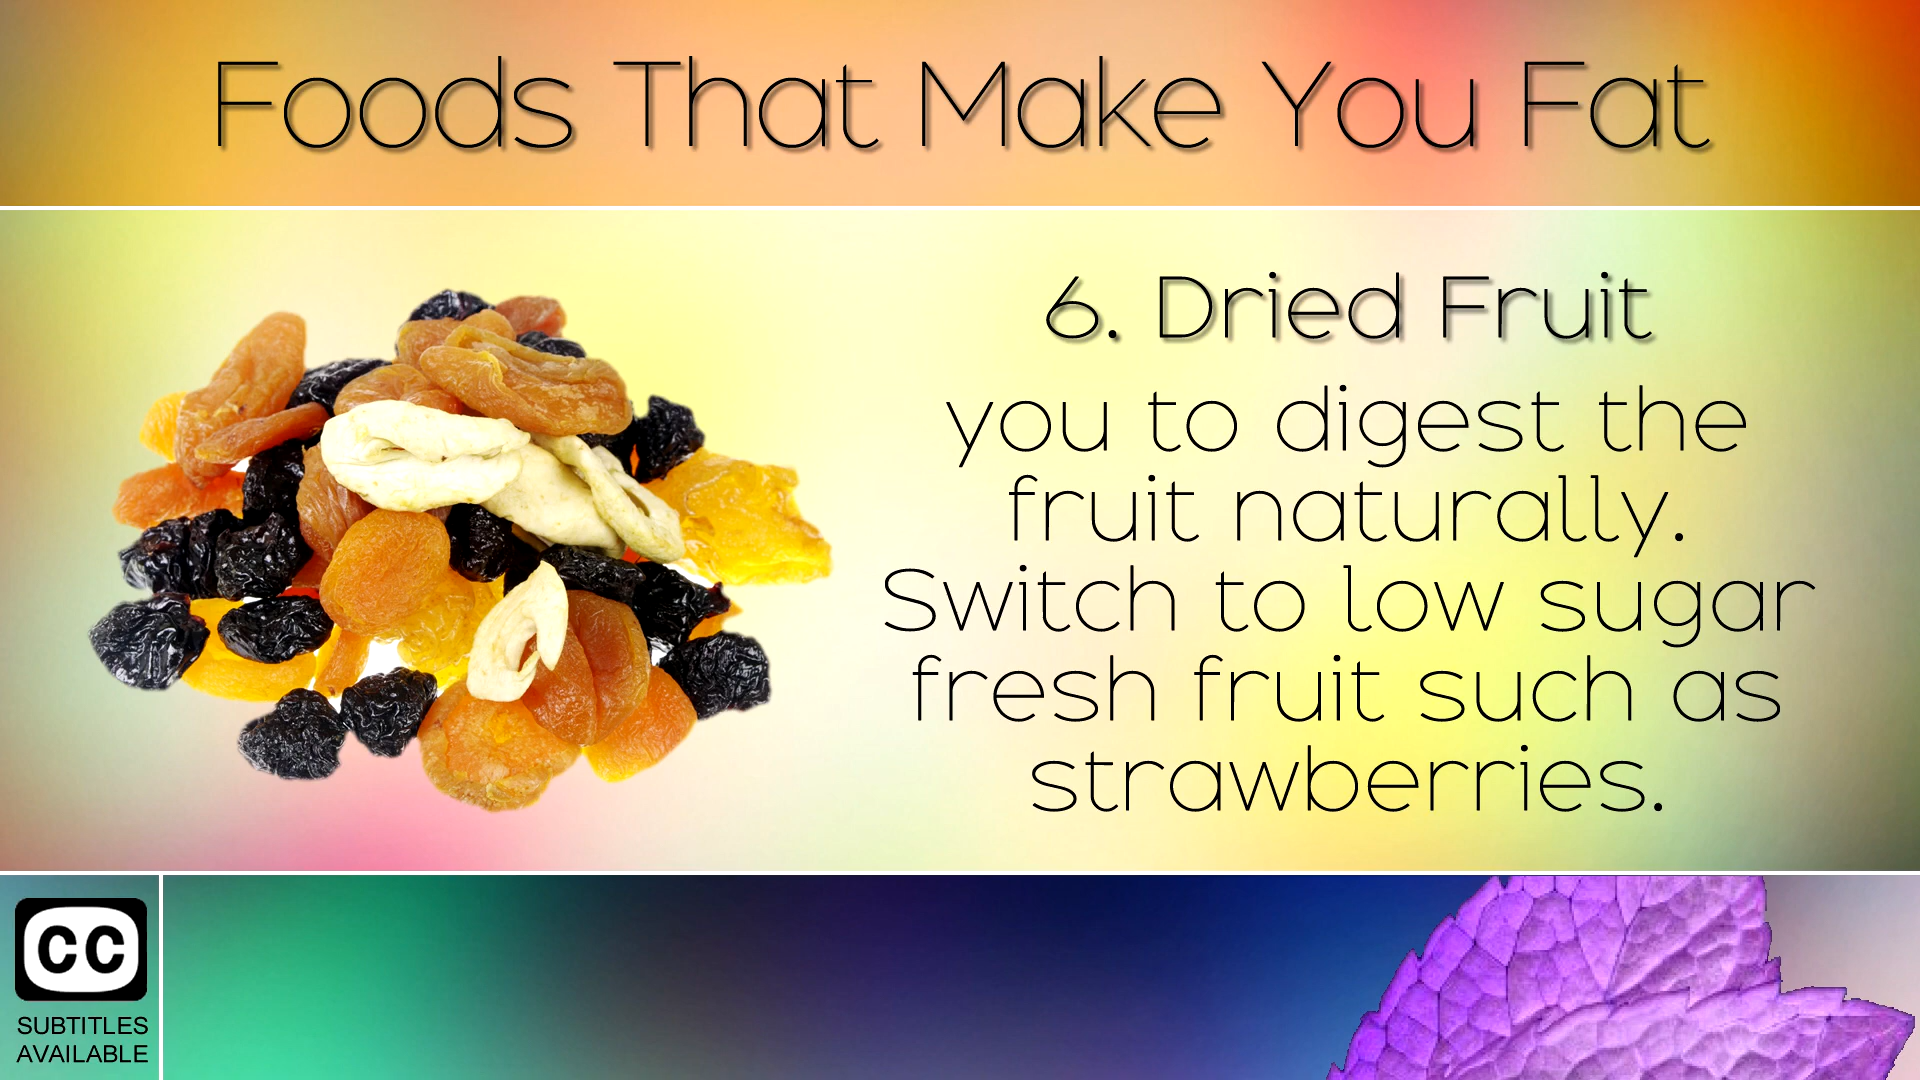 Foods That Make You Fat
6. Dried Fruit
you to digest the
fruit naturally.
Switch to low sugar
fresh fruit such as
strawberries.
CC
SUBTITLES
AVAILABLE